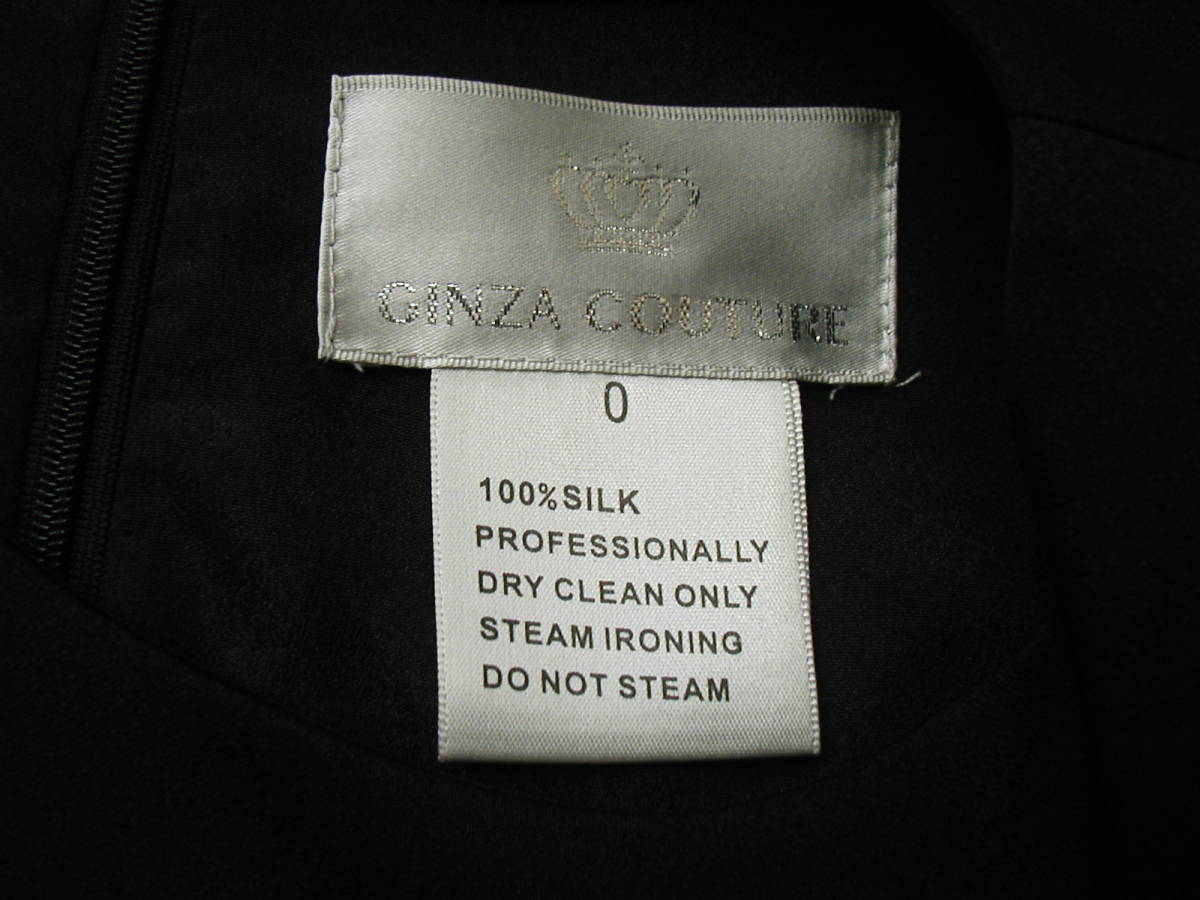 GINZA COUTURE
0
100%SILK
PROFESSIONALLY
DRY CLEAN ONLY
STEAM IRONING
DO NOT STEAM